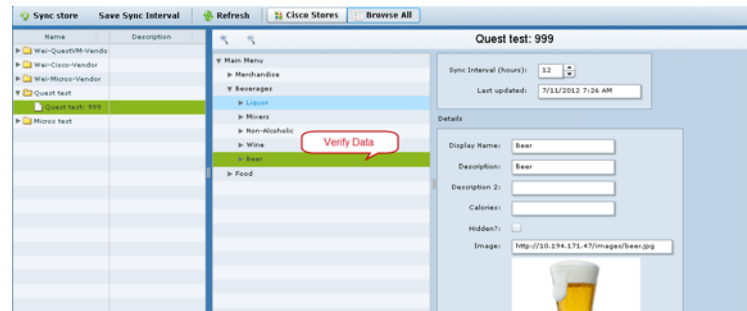 Sync store Save Sync Interval Refresh Cisco Stores Browse All
Name Description
Wei-QuestVM-Vendo
Wei-Cisco-Vendor
Wei-Micros-Vendor
Quest test
Quest test: 999
Micros test
Main Menu
Merchandise
Beverages
Liquor
Mixers
Non-Alcoholic
Wine
Beer
Food
Verify Data
Quest test: 999
Sync Interval (hours): 12
Last updated: 7/11/2012 7:26 AM
Details
Display Name: Beer
Description: Beer
Description 2:
Calories:
Hidden?:
Image: http://10.194.171.47/images/beer.jpg